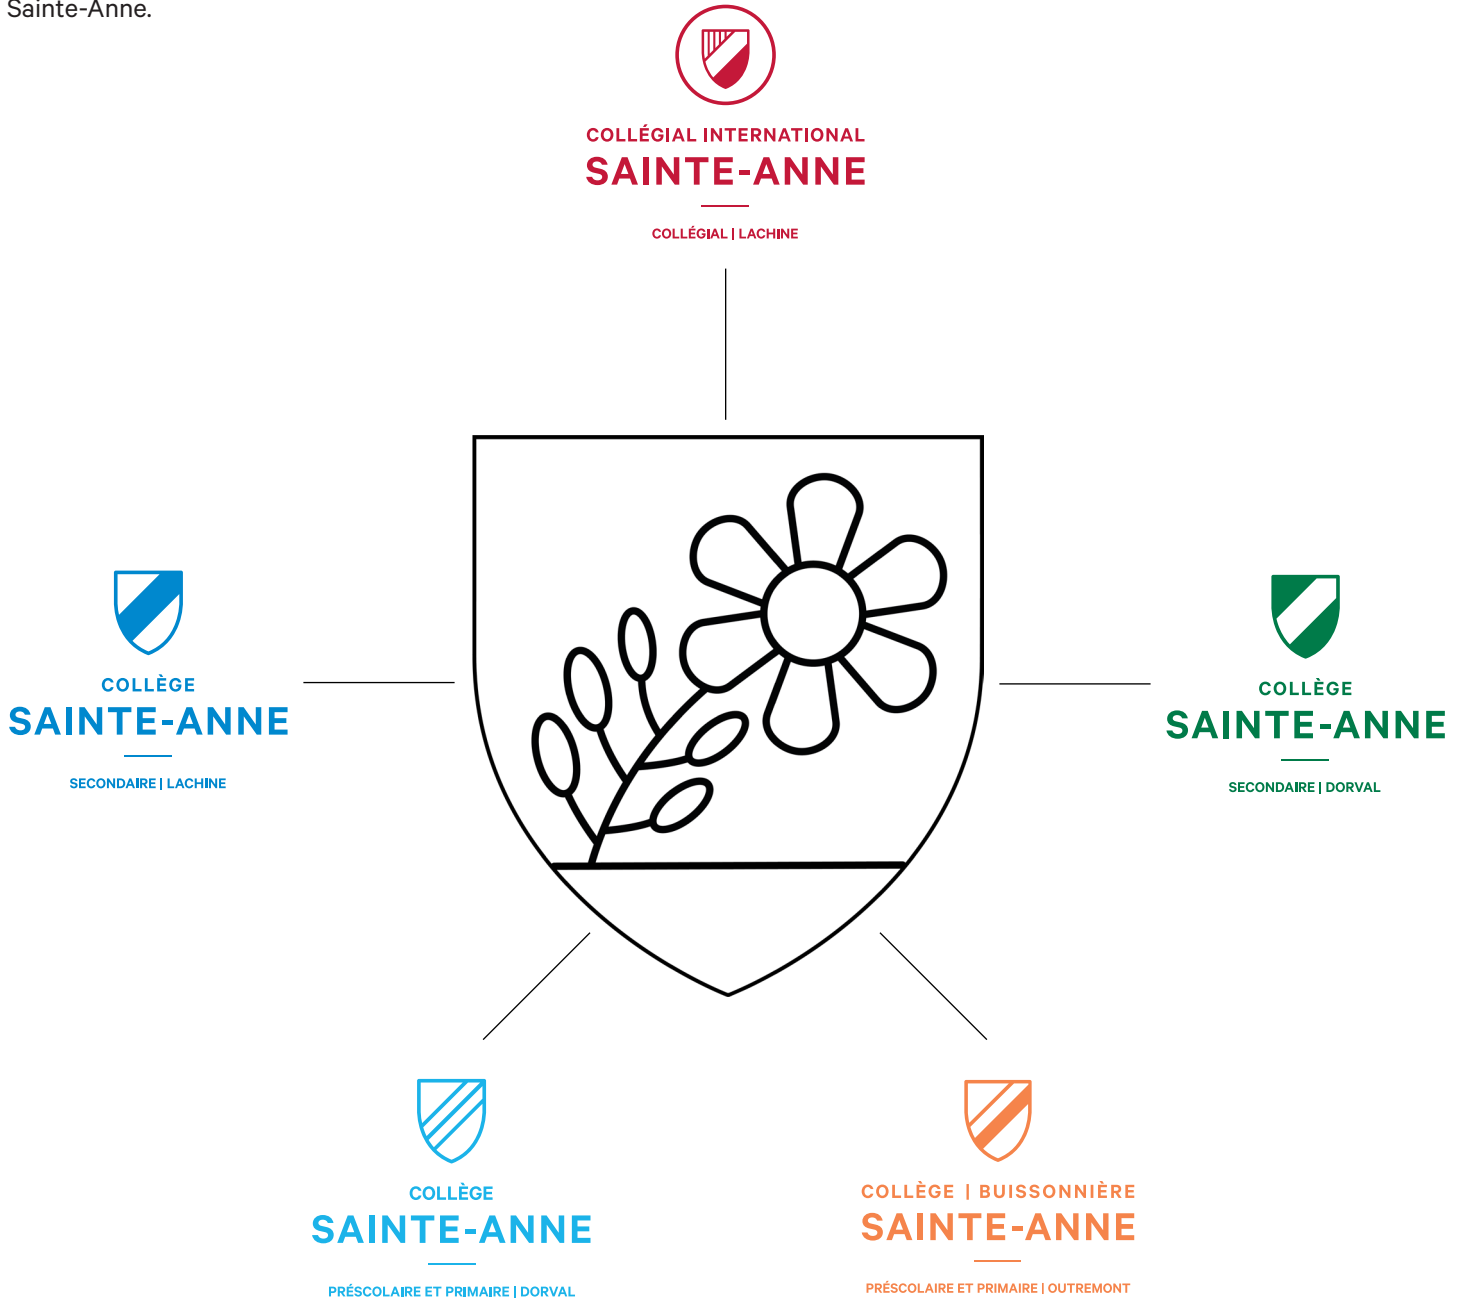 Sainte-Anne.
COLLÉGIAL INTERNATIONAL
SAINTE-ANNE
COLLÉGIAL | LACHINE
COLLÈGE
SAINTE-ANNE
SECONDAIRE | LACHINE
COLLÈGE
SAINTE-ANNE
SECONDAIRE | DORVAL
COLLÈGE
SAINTE-ANNE
PRÉSCOLAIRE ET PRIMAIRE | DORVAL
COLLÈGE | BUISSONNIÈRE
SAINTE-ANNE
PRÉSCOLAIRE ET PRIMAIRE | OUTREMONT